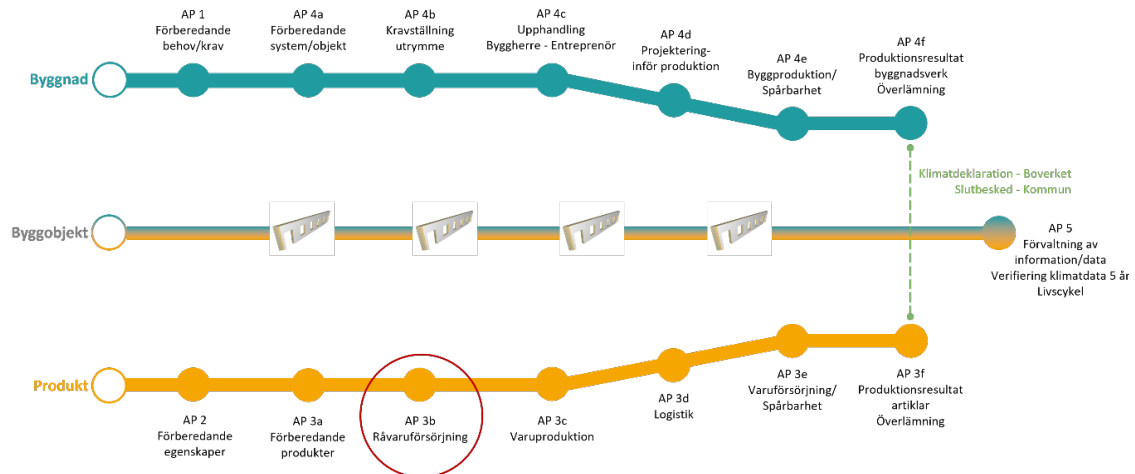 AP 1
Förberedande
behov/krav
AP 4a
Förberedande
system/objekt
AP 4b
Kravställning
utrymme
AP 4c
Upphandling
Byggherre - Entreprenör
AP 4d
Projektering-
inför produktion
AP 4e
Byggproduktion/
Spårbarhet
AP 4f
Produktionsresultat
byggnadsverk
Överlämning
Byggnad
Klimatdeklaration - Boverket
Slutbesked - Kommun
Byggobjekt
AP 5
Förvaltning av
information/data
Verifiering klimatdata 5 år
Livscykel
Produkt
AP 2
Förberedande
egenskaper
AP 3a
Förberedande
produkter
AP 3b
Råvaruförsörjning
AP 3c
Varuproduktion
AP 3d
Logistik
AP 3e
Varuförsörjning/
Spårbarhet
AP 3f
Produktionsresultat
artiklar
Överlämning